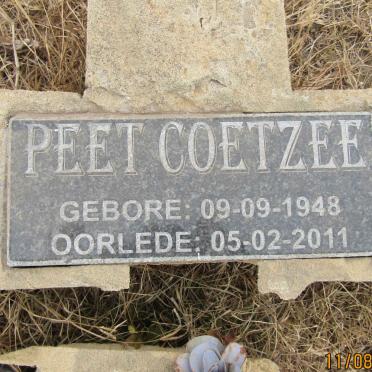 PEET COETZEE
GEBORE: 09-09-1948
OORLEDE: 05-02-2011
11/08